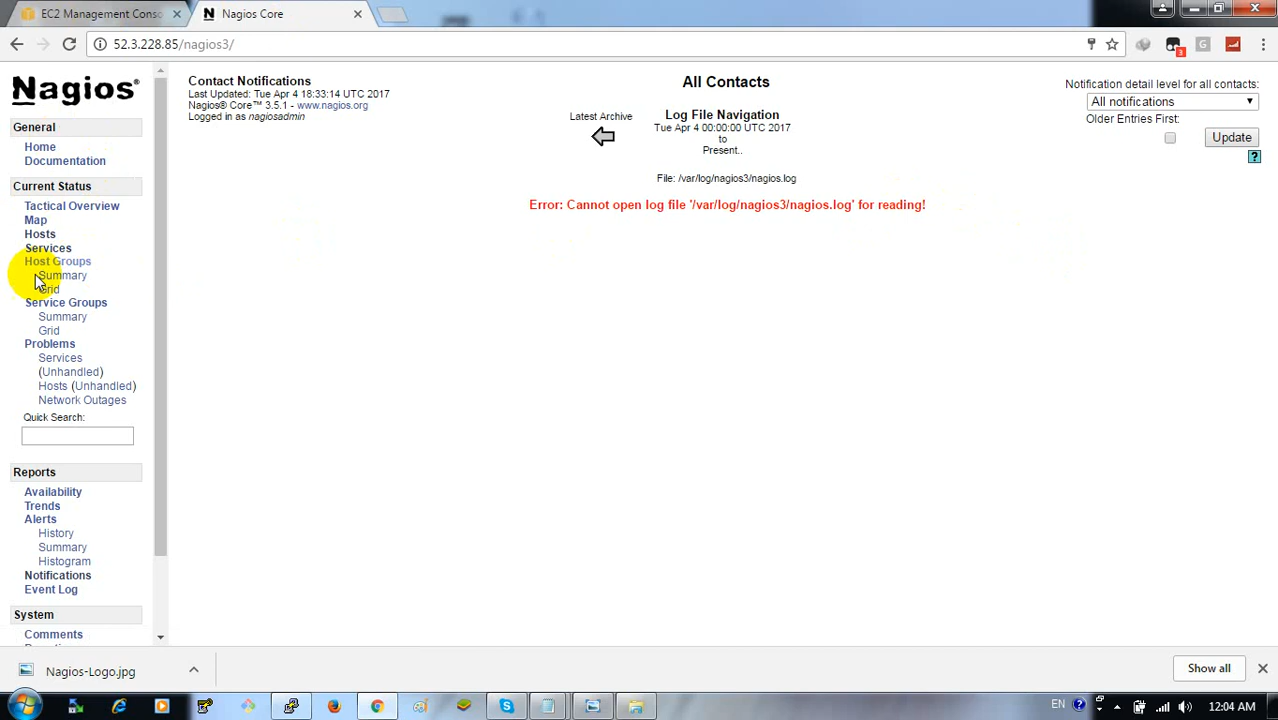 EC2 Management Conso
Nagios Core
52.3.228.85/nagios3/
3
Nagios®
General
Home
Documentation
Current Status
Tactical Overview
Map
Hosts
Services
Host Groups
Summary
Grid
Service Groups
Summary
Grid
Problems
Services
(Unhandled)
Hosts (Unhandled)
Network Outages
Quick Search:
Reports
Availability
Trends
Alerts
History
Summary
Histogram
Notifications
Event Log
System
Comments
Contact Notifications
Last Updated: Tue Apr 4 18:33:14 UTC 2017
Nagios® Core™ 3.5.1 - www.nagios.org
Logged in as nagiosadmin
All Contacts
Latest Archive
Log File Navigation
Tue Apr 4 00:00:00 UTC 2017
to
Present..
File: /var/log/nagios3/nagios.log
Error: Cannot open log file '/var/log/nagios3/nagios.log' for reading!
Notification detail level for all contacts:
All notifications
Older Entries First:
Update
?
Nagios-Logo.jpg
Show all
EN
12:04 AM